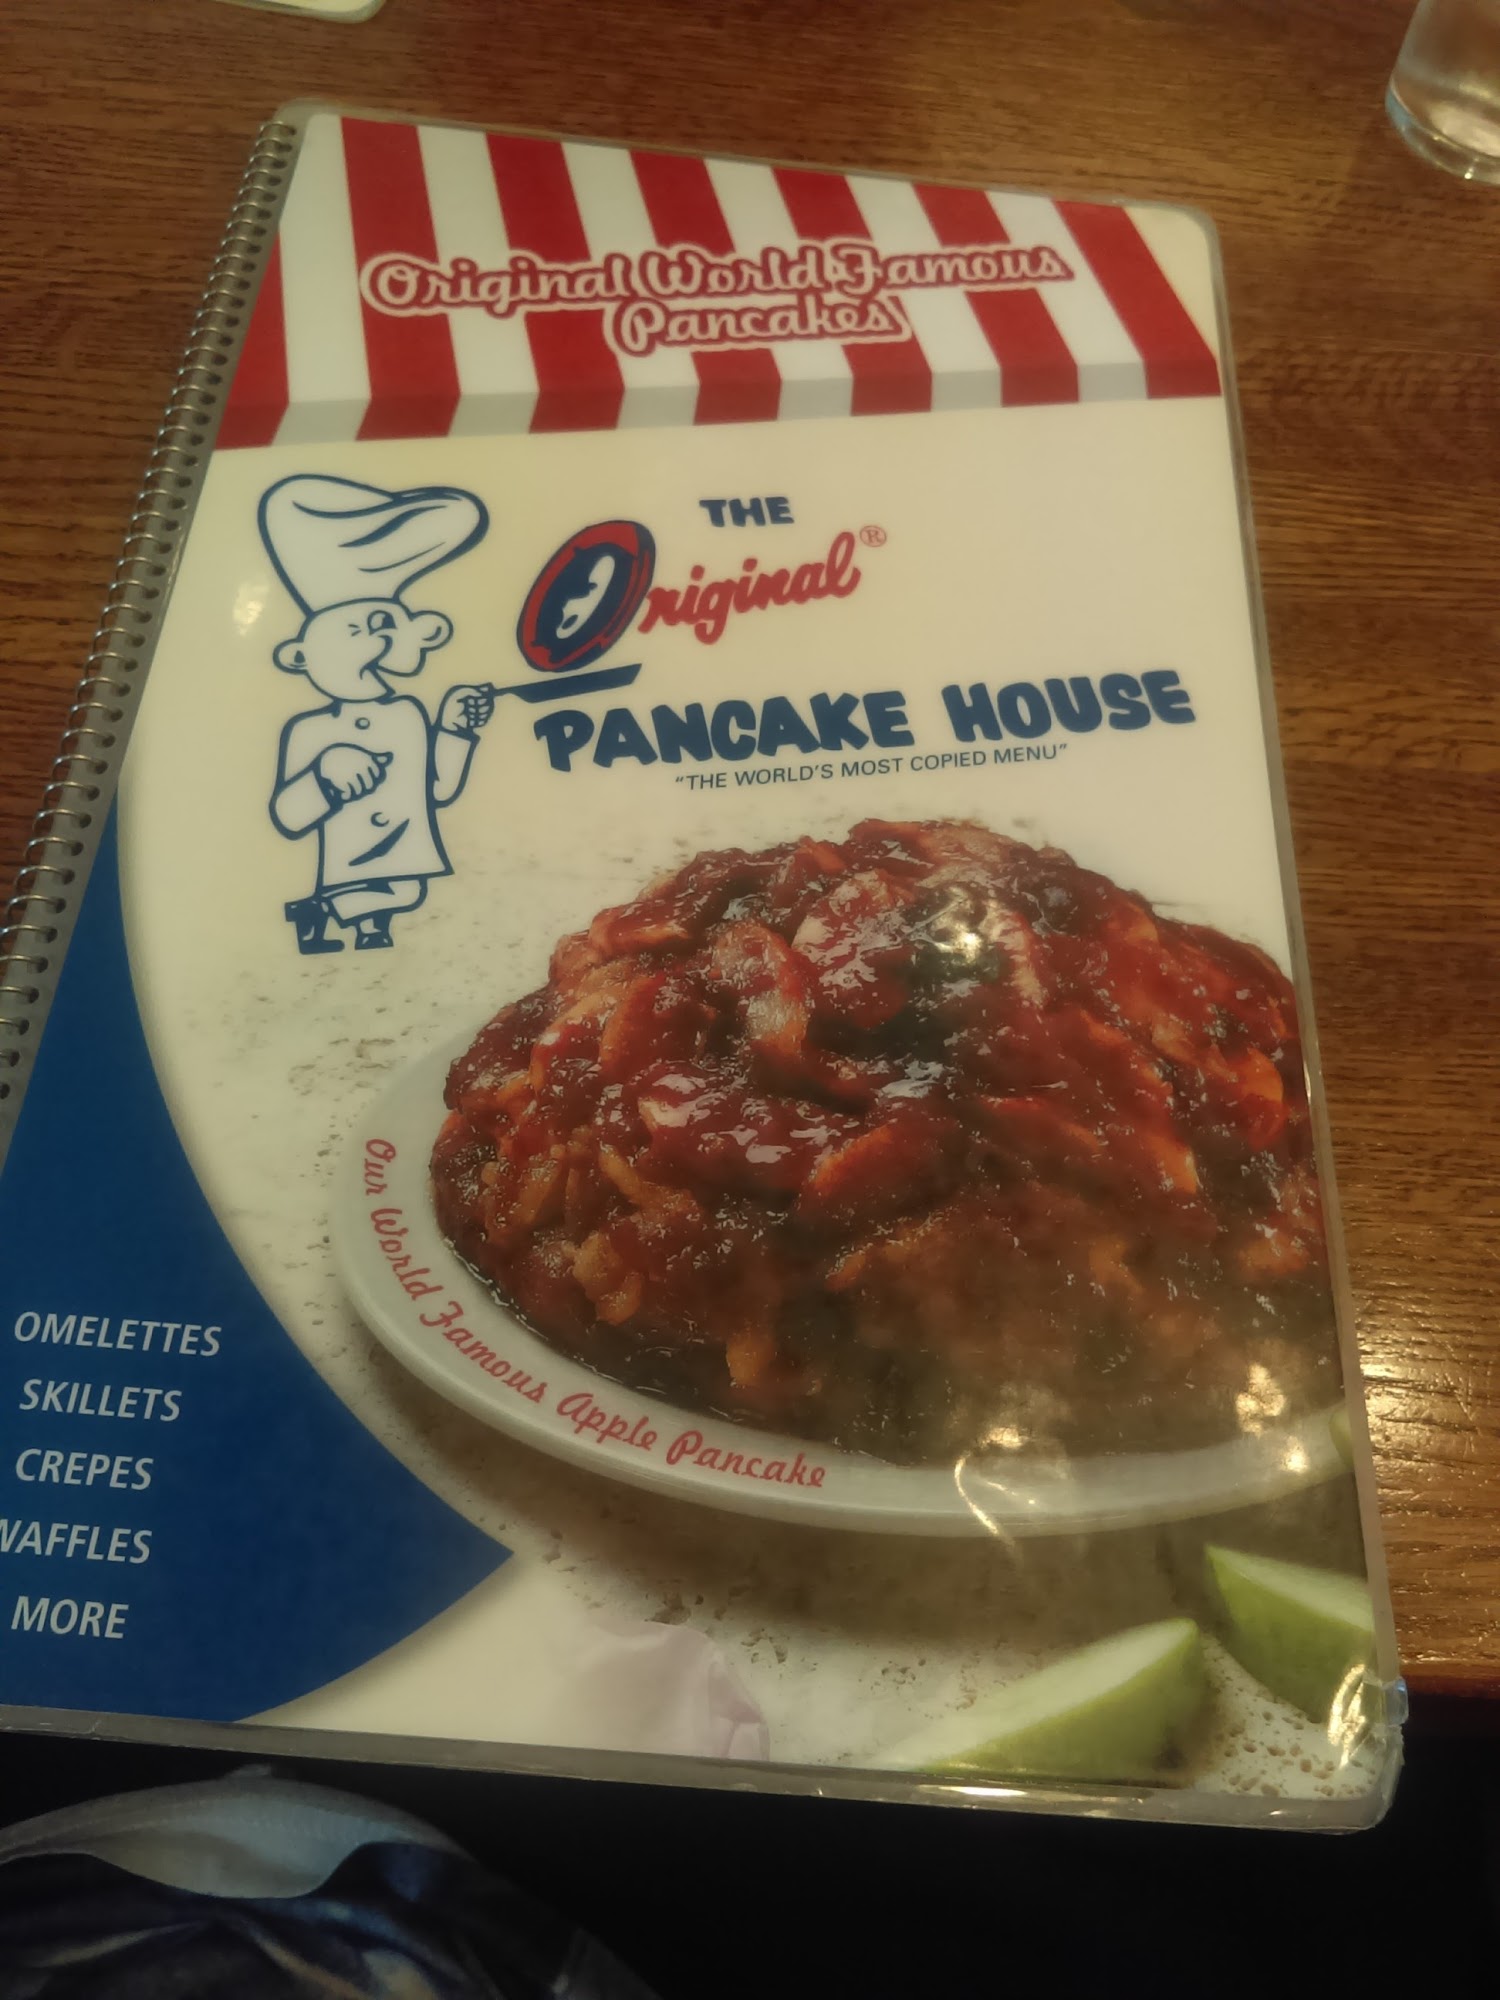 Original World Famous
Pancakes
THE
Original®
PANCAKE HOUSE
"THE WORLD'S MOST COPIED MENU"
Our World Famous Apple Pancake
OMELETTES
SKILLETS
CREPES
WAFFLES
MORE